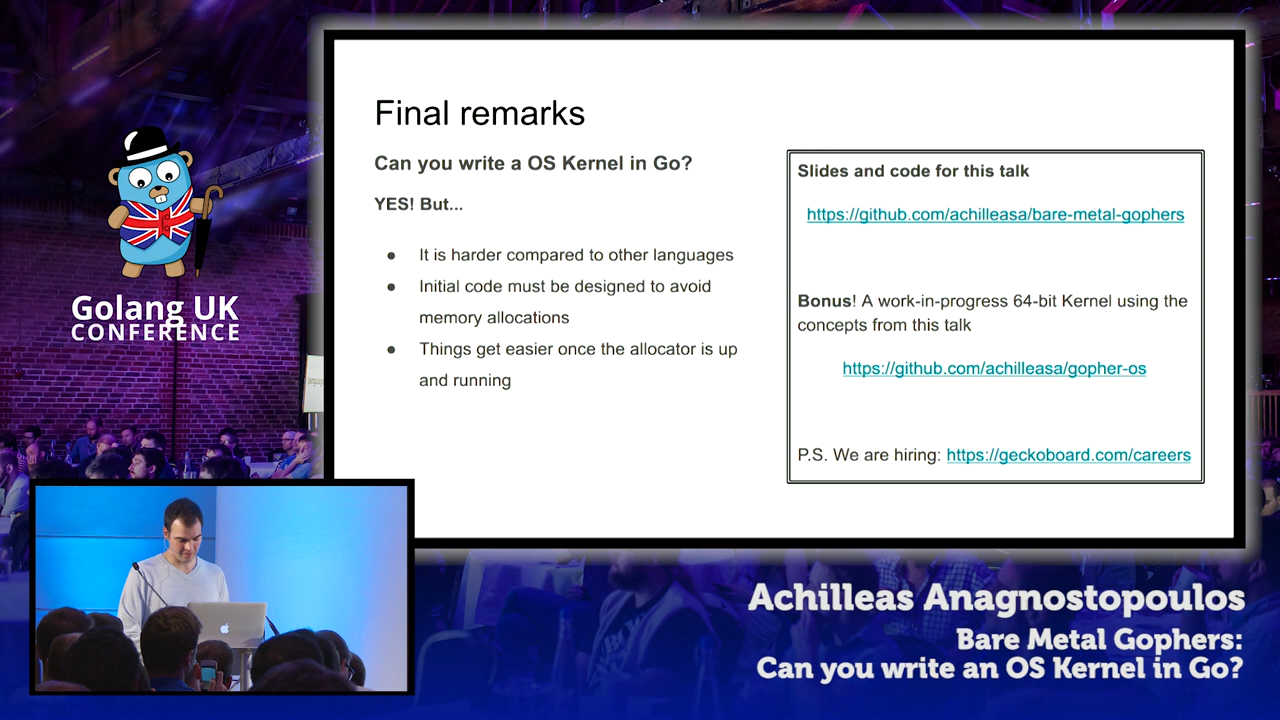 Final remarks
Can you write a OS Kernel in Go?
YES! But...
● It is harder compared to other languages
● Initial code must be designed to avoid
memory allocations
● Things get easier once the allocator is up
and running
Slides and code for this talk
https://github.com/achilleasa/bare-metal-gophers
Bonus! A work-in-progress 64-bit Kernel using the
concepts from this talk
https://github.com/achilleasa/gopher-os
P.S. We are hiring: https://geckoboard.com/careers
Golang UK
CONFERENCE
Achilleas Anagnostopoulos
Bare Metal Gophers:
Can you write an OS Kernel in Go?